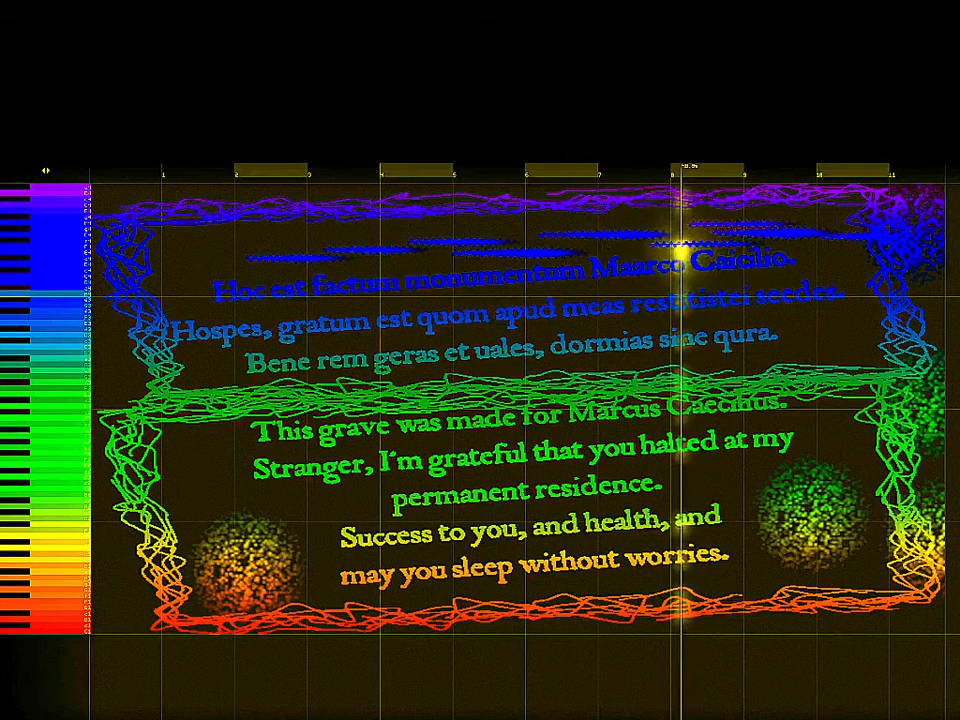 Hoc est factum monumentum Maarco Caicilio.
Hospes, gratum est quom apud meas restitistei seedes.
Bene rem geras et uales, dormias sine qura.
This grave was made for Marcus Caecilius.
Stranger, I'm grateful that you halted at my
permanent residence.
Success to you, and health, and
may you sleep without worries.